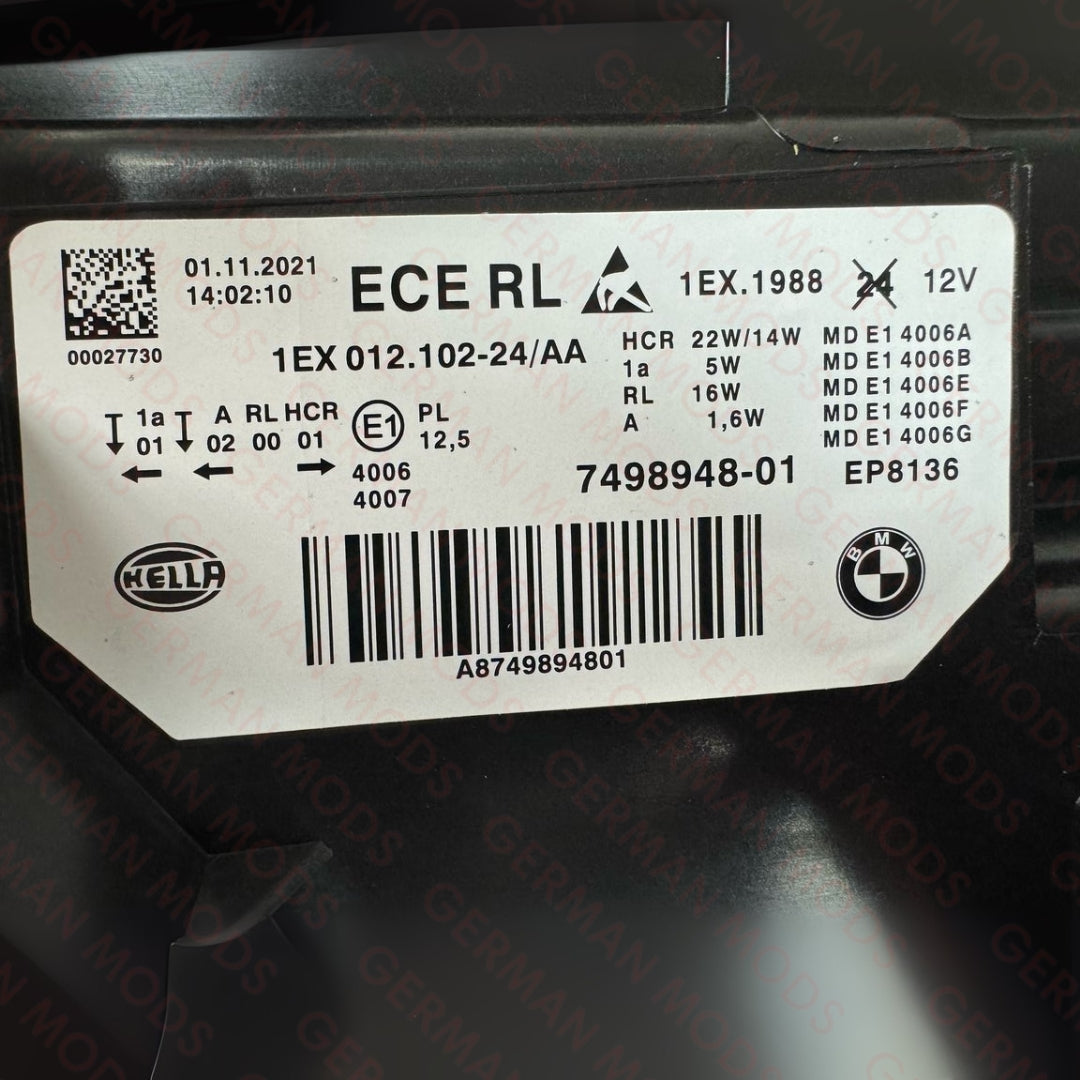 01.11.2021
14:02:10
00027730
ECE RL
1EX.1988 24 12V
1EX 012.102-24/AA
HCR 22W/14W
1a 5W
RL 16W
A 1,6W
MD E1 4006A
MD E1 4006B
MD E1 4006E
MD E1 4006F
MD E1 4006G
1a A RL HCR
01 02 00 01
E1
PL
12,5
4006
4007
7498948-01
EP8136
HELLA
BMW
A8749894801
GERMAN MODS